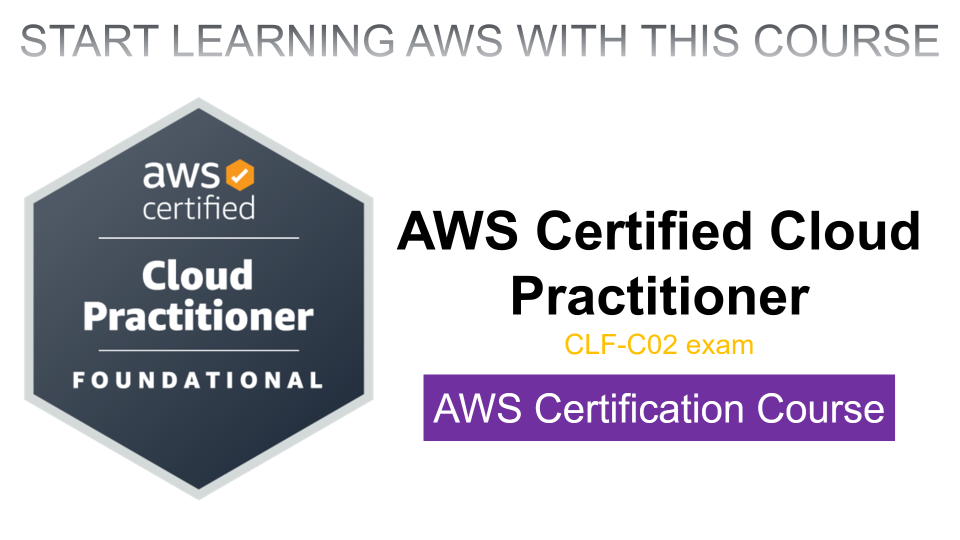 START LEARNING AWS WITH THIS COURSE
aws
certified
Cloud
Practitioner
FOUNDATIONAL
AWS Certified Cloud
Practitioner
CLF-C02 exam
AWS Certification Course